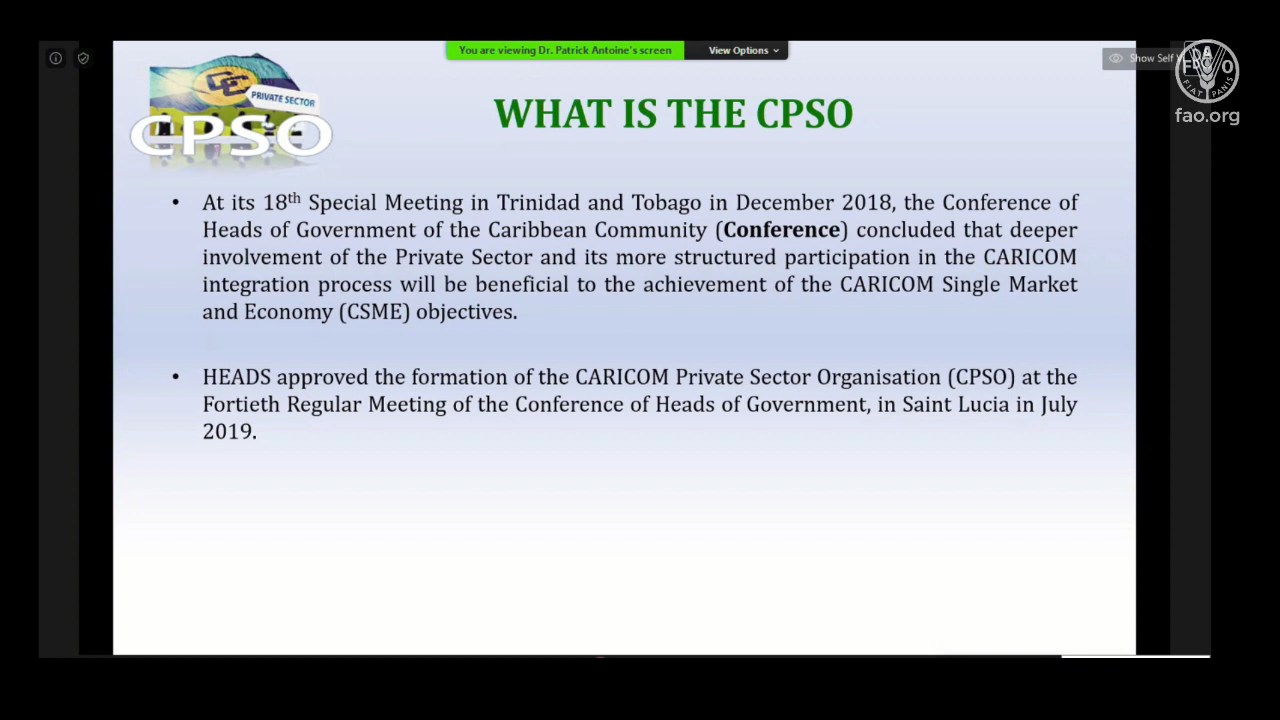 You are viewing Dr. Patrick Antoine's screen
View Options
Show Self
FIAT PANIS
fao.org
PRIVATE SECTOR
CPSO
WHAT IS THE CPSO
• At its 18th Special Meeting in Trinidad and Tobago in December 2018, the Conference of
Heads of Government of the Caribbean Community (Conference) concluded that deeper
involvement of the Private Sector and its more structured participation in the CARICOM
integration process will be beneficial to the achievement of the CARICOM Single Market
and Economy (CSME) objectives.
• HEADS approved the formation of the CARICOM Private Sector Organisation (CPSO) at the
Fortieth Regular Meeting of the Conference of Heads of Government, in Saint Lucia in July
2019.